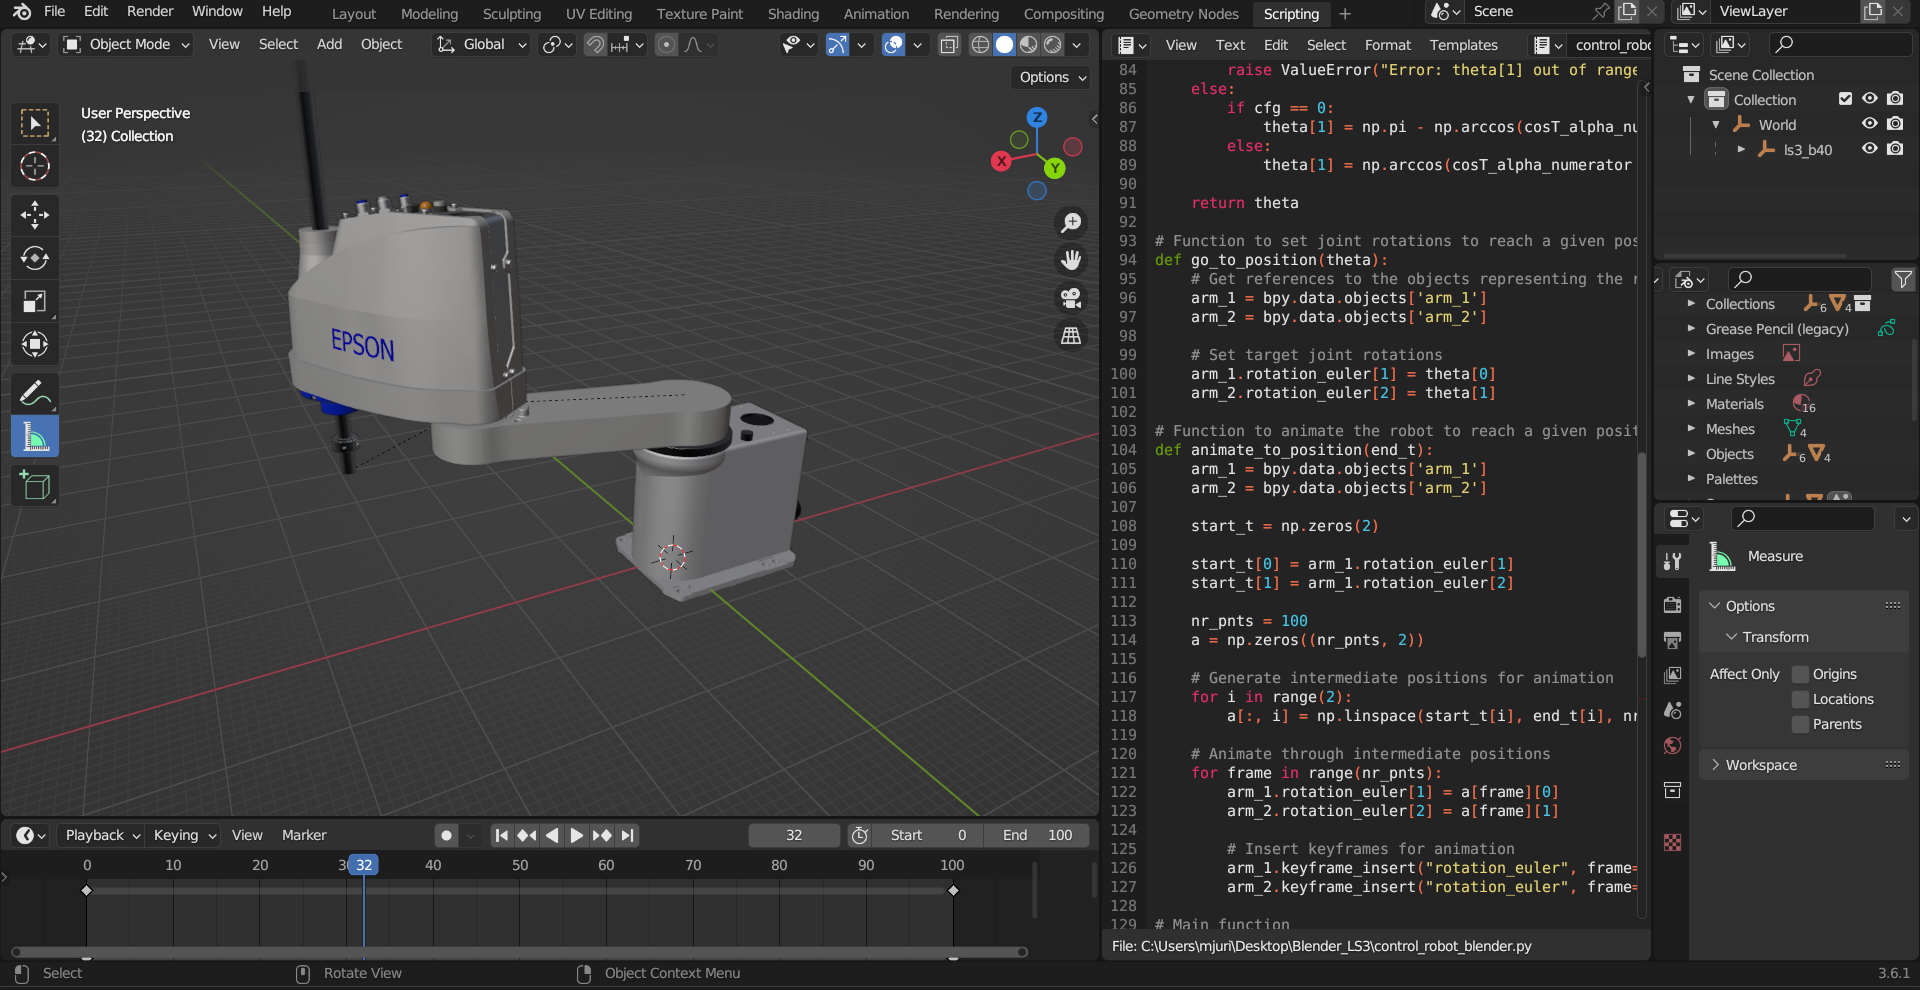 File Edit Render Window Help
Layout Modeling Sculpting UV Editing Texture Paint Shading Animation Rendering Compositing Geometry Nodes Scripting +
Scene
ViewLayer
Object Mode View Select Add Object Global
Options
User Perspective
(32) Collection
Z
X
Y
EPSON
View Text Edit Select Format Templates control_robo
84 raise ValueError("Error: theta[1] out of range
85 else:
86 if cfg == 0:
87 theta[1] = np.pi - np.arccos(cosT_alpha_nu
88 else:
89 theta[1] = np.arccos(cosT_alpha_numerator
90
91 return theta
92
93 # Function to set joint rotations to reach a given pos
94 def go_to_position(theta):
95 # Get references to the objects representing the r
96 arm_1 = bpy.data.objects['arm_1']
97 arm_2 = bpy.data.objects['arm_2']
98
99 # Set target joint rotations
100 arm_1.rotation_euler[1] = theta[0]
101 arm_2.rotation_euler[2] = theta[1]
102
103 # Function to animate the robot to reach a given posit
104 def animate_to_position(end_t):
105 arm_1 = bpy.data.objects['arm_1']
106 arm_2 = bpy.data.objects['arm_2']
107
108 start_t = np.zeros(2)
109
110 start_t[0] = arm_1.rotation_euler[1]
111 start_t[1] = arm_1.rotation_euler[2]
112
113 nr_pnts = 100
114 a = np.zeros((nr_pnts, 2))
115
116 # Generate intermediate positions for animation
117 for i in range(2):
118 a[:, i] = np.linspace(start_t[i], end_t[i], nr
119
120 # Animate through intermediate positions
121 for frame in range(nr_pnts):
122 arm_1.rotation_euler[1] = a[frame][0]
123 arm_2.rotation_euler[2] = a[frame][1]
124
125 # Insert keyframes for animation
126 arm_1.keyframe_insert("rotation_euler", frame=
127 arm_2.keyframe_insert("rotation_euler", frame=
128
129 # Main function
File: C:\Users\mjuri\Desktop\Blender_LS3\control_robot_blender.py
Scene Collection
Collection
World
ls3_b40
Collections 6 4
Grease Pencil (legacy)
Images
Line Styles
Materials 16
Meshes 4
Objects 6 4
Palettes
Measure
Options
Transform
Affect Only Origins
Locations
Parents
Workspace
Playback Keying View Marker 32 Start 0 End 100
0 10 20 3 32 40 50 60 70 80 90 100
Select Rotate View Object Context Menu 3.6.1